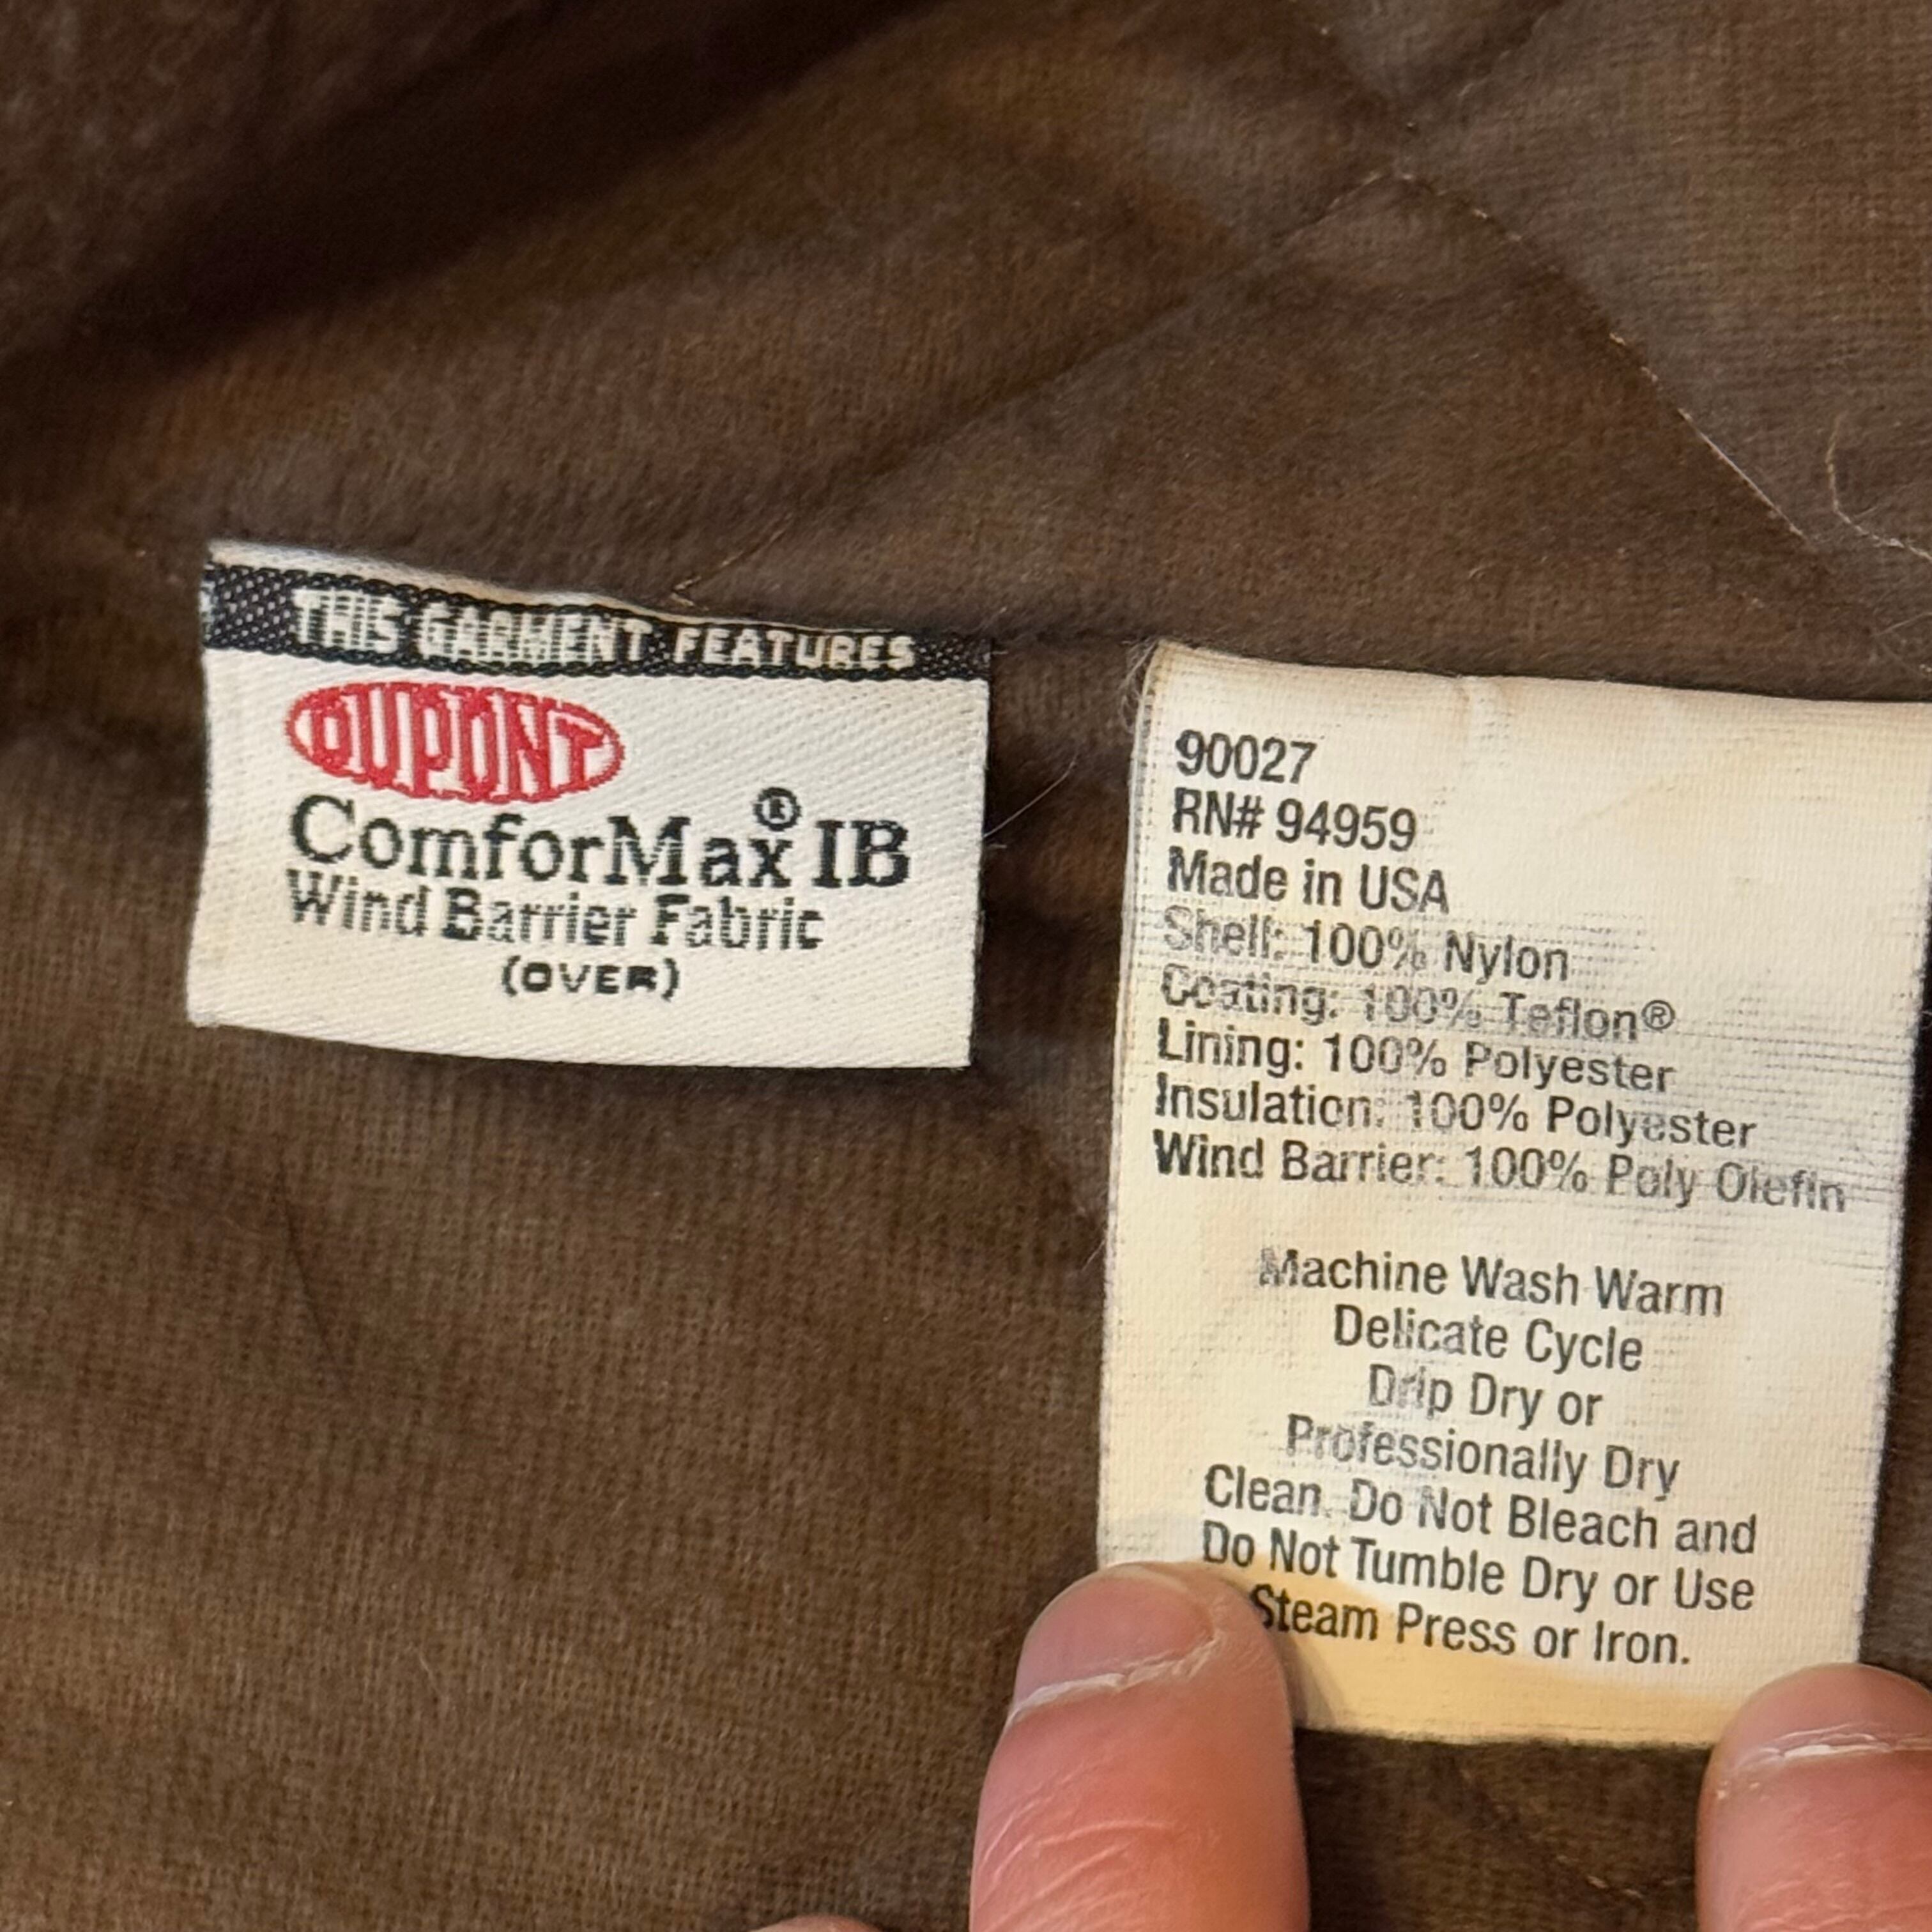 THIS GARMENT FEATURES
DUPONT
ComforMax® IB
Wind Barrier Fabric
(OVER)
90027
RN# 94959
Made in USA
Shell: 100% Nylon
Coating: 100% Teflon®
Lining: 100% Polyester
Insulation: 100% Polyester
Wind Barrier: 100% Poly Olefin
Machine Wash Warm
Delicate Cycle
Drip Dry or
Professionally Dry
Clean. Do Not Bleach and
Do Not Tumble Dry or Use
Steam Press or Iron.